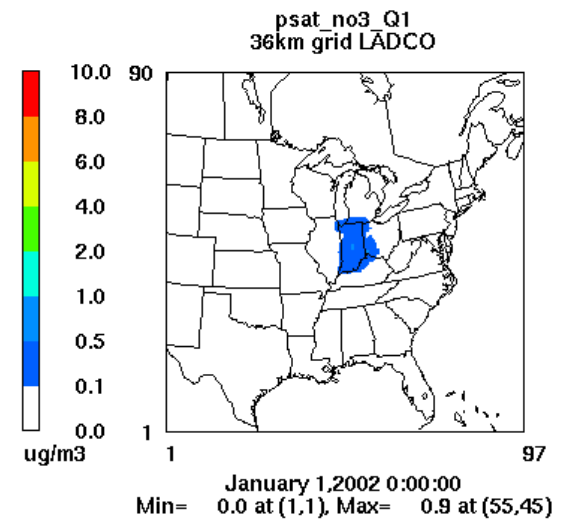 psat_no3_Q1
36km grid LADCO
10.0
8.0
6.0
4.0
2.0
1.0
0.5
0.1
0.0
ug/m3
90
1
1 97
January 1,2002 0:00:00
Min= 0.0 at (1,1), Max= 0.9 at (55,45)